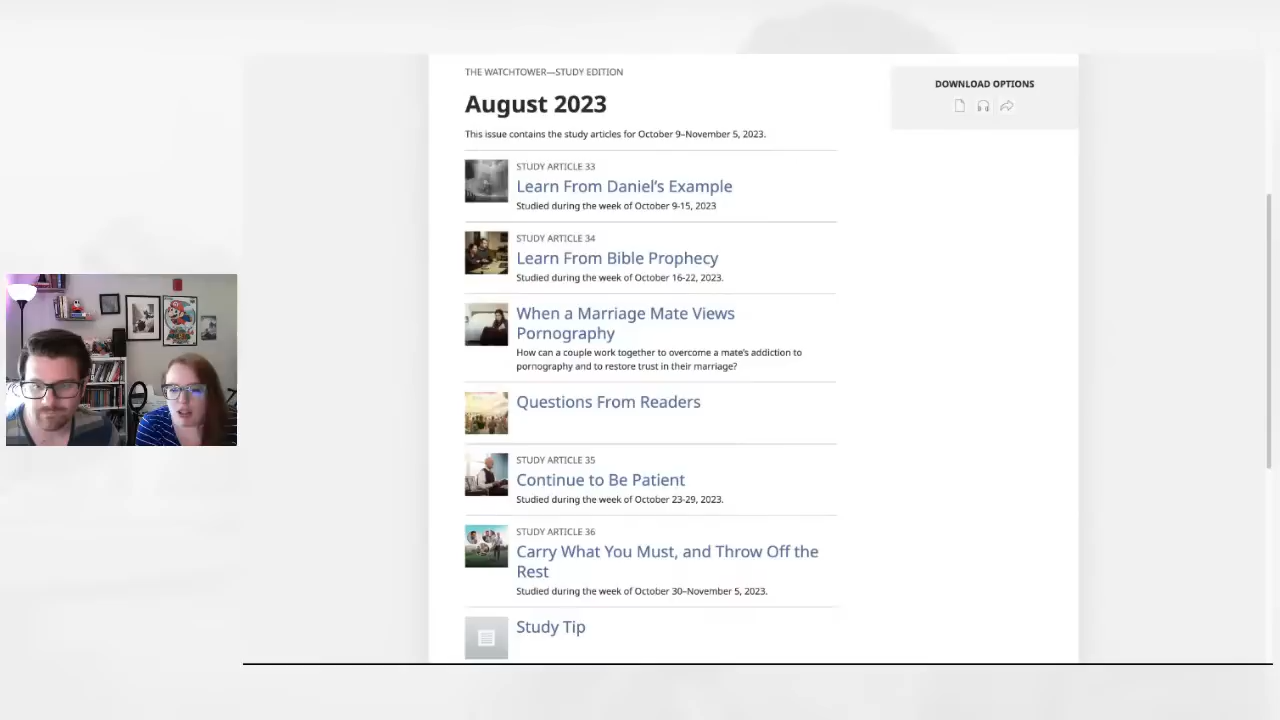 THE WATCHTOWER—STUDY EDITION
August 2023
This issue contains the study articles for October 9–November 5, 2023.
STUDY ARTICLE 33
Learn From Daniel's Example
Studied during the week of October 9-15, 2023
STUDY ARTICLE 34
Learn From Bible Prophecy
Studied during the week of October 16-22, 2023.
When a Marriage Mate Views
Pornography
How can a couple work together to overcome a mate's addiction to
pornography and to restore trust in their marriage?
Questions From Readers
STUDY ARTICLE 35
Continue to Be Patient
Studied during the week of October 23-29, 2023.
STUDY ARTICLE 36
Carry What You Must, and Throw Off the
Rest
Studied during the week of October 30–November 5, 2023.
Study Tip
DOWNLOAD OPTIONS